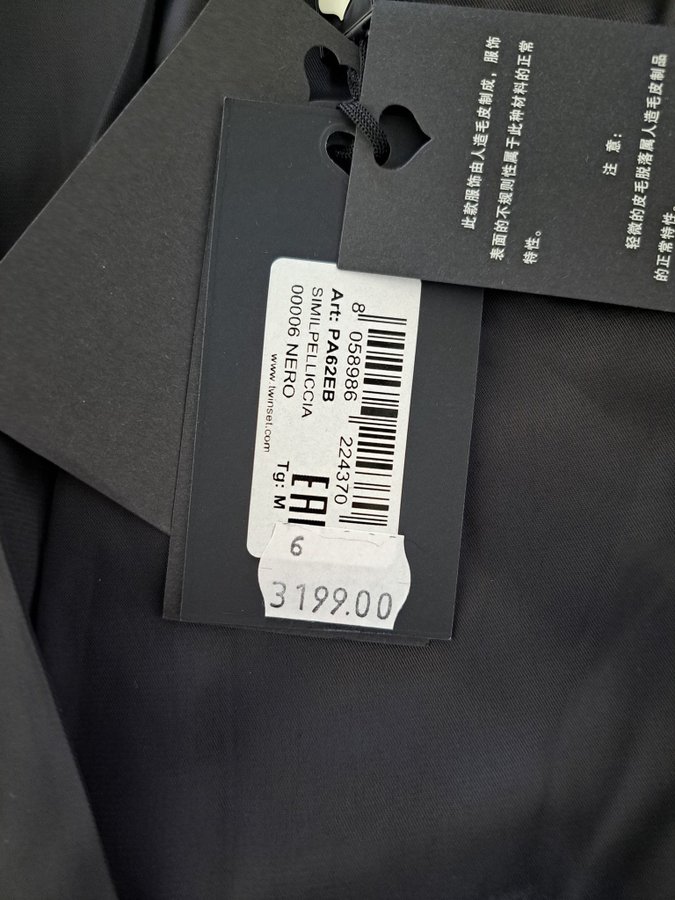 此款服饰由人造毛皮制成，服饰
表面的不规则性属于此种材料的正常
特性。
注意：
轻微的皮毛脱落属人造毛皮制品
的正常特性。
8 058986 224370
Art: PA62EB
SIMILPELLICCIA
00006 NERO
www.twinset.com
Tg: M
EAC
6
3199.00